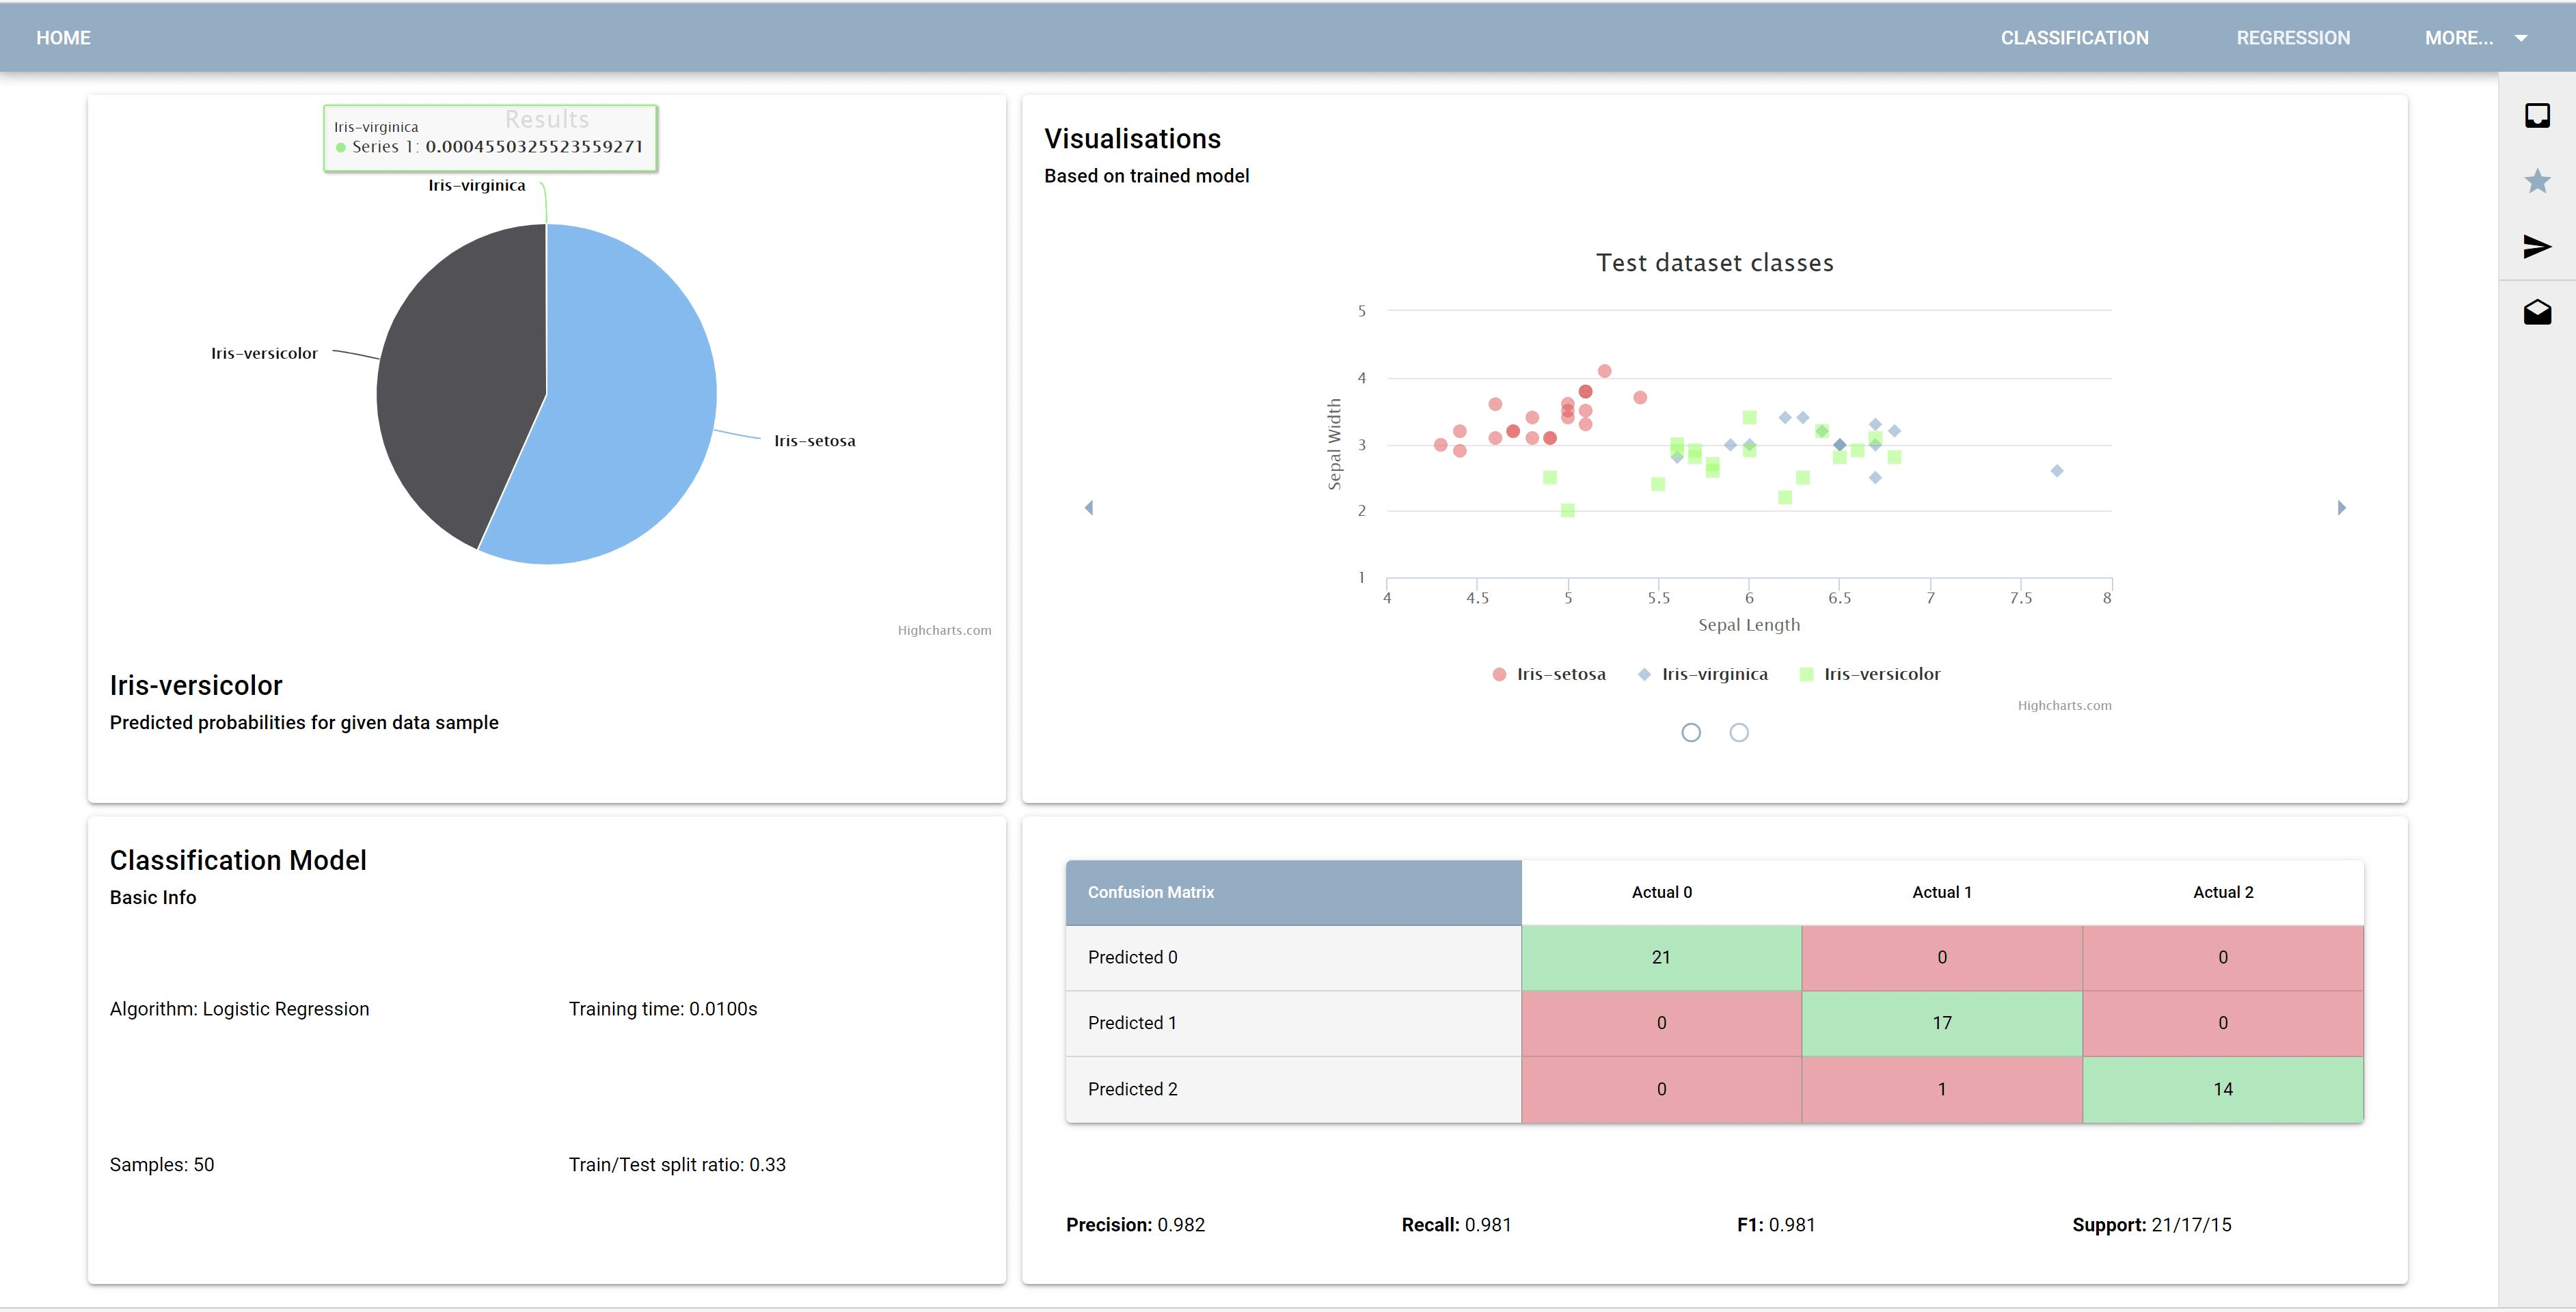 HOME
CLASSIFICATION
REGRESSION
MORE...
Results
Iris-virginica
Series 1: 0.0004550325523559271
Iris-virginica
Iris-versicolor
Iris-setosa
Highcharts.com
Iris-versicolor
Predicted probabilities for given data sample
Visualisations
Based on trained model
Test dataset classes
5
4
3
2
1
Sepal Width
4
4.5
5
5.5
6
6.5
7
7.5
8
Sepal Length
Iris-setosa
Iris-virginica
Iris-versicolor
Highcharts.com
Classification Model
Basic Info
Algorithm: Logistic Regression
Training time: 0.0100s
Samples: 50
Train/Test split ratio: 0.33
Confusion Matrix
Actual 0
Actual 1
Actual 2
Predicted 0
21
0
0
Predicted 1
0
17
0
Predicted 2
0
1
14
Precision: 0.982
Recall: 0.981
F1: 0.981
Support: 21/17/15